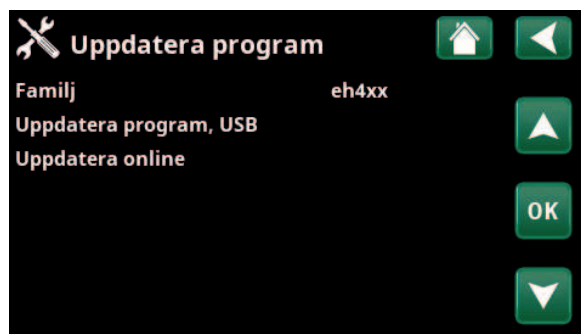 Uppdatera program
Familj eh4xx
Uppdatera program, USB
Uppdatera online
OK